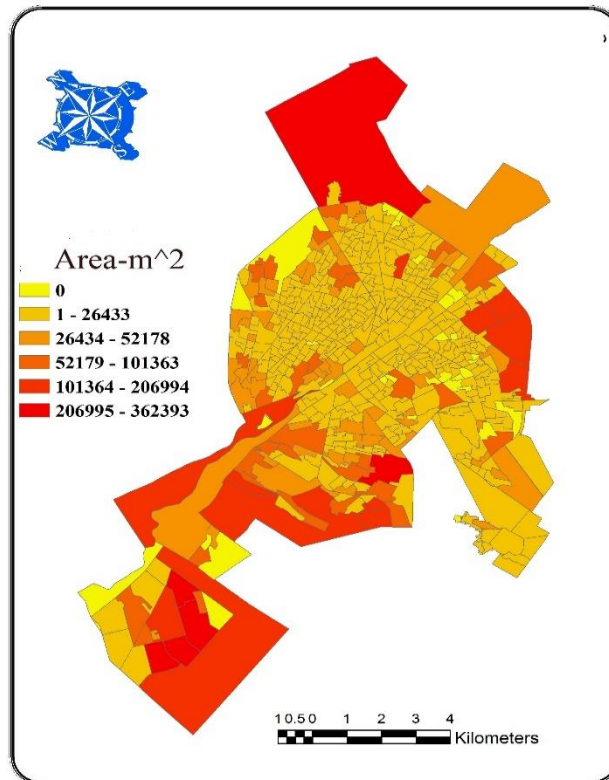 N
E
W
S
Area-m^2
0
1 - 26433
26434 - 52178
52179 - 101363
101364 - 206994
206995 - 362393
1 0.5 0 1 2 3 4
Kilometers